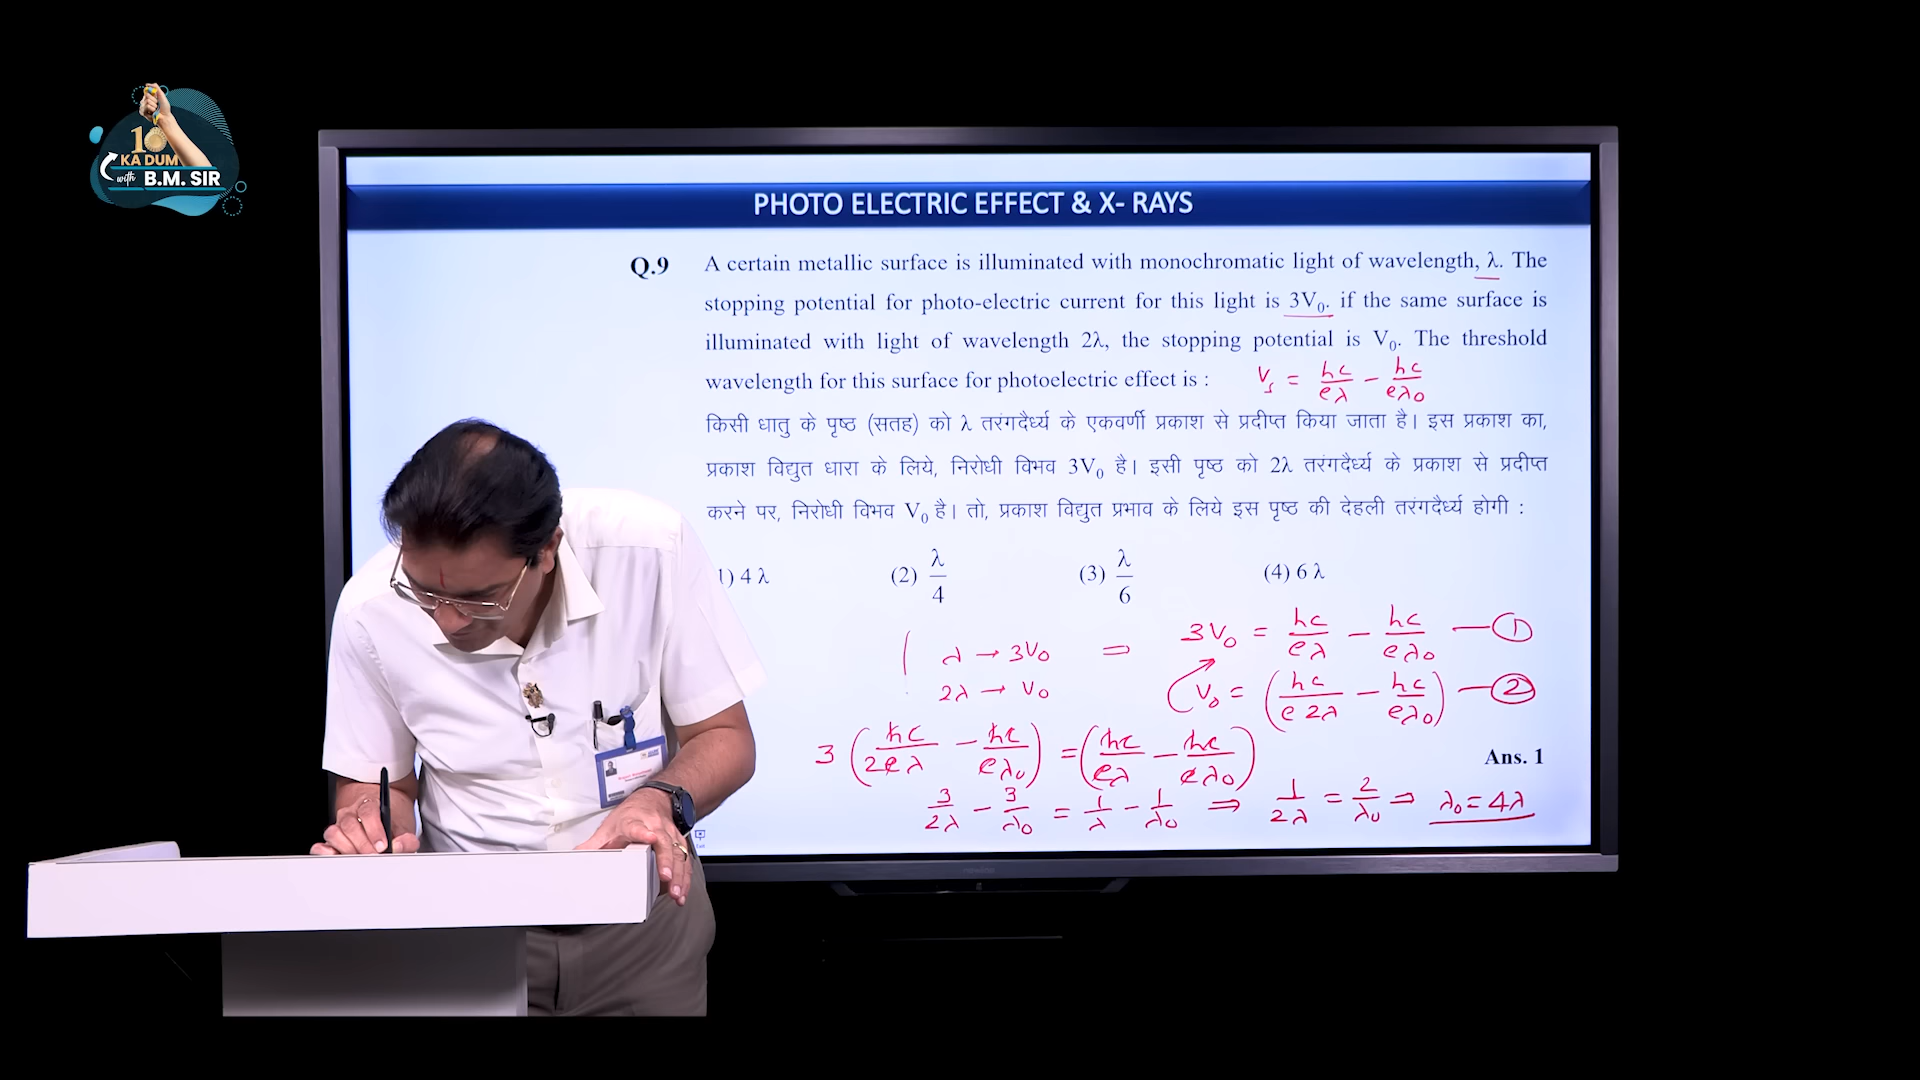 10
KA DUM
with B.M. SIR
PHOTO ELECTRIC EFFECT & X- RAYS
Q.9 A certain metallic surface is illuminated with monochromatic light of wavelength, λ. The
stopping potential for photo-electric current for this light is 3V₀. if the same surface is
illuminated with light of wavelength 2λ, the stopping potential is V₀. The threshold
wavelength for this surface for photoelectric effect is :
Vₛ = hc/eλ − hc/eλ₀
किसी धातु के पृष्ठ (सतह) को λ तरंगदैर्ध्य के एकवर्णी प्रकाश से प्रदीप्त किया जाता है। इस प्रकाश का,
प्रकाश विद्युत धारा के लिये, निरोधी विभव 3V₀ है। इसी पृष्ठ को 2λ तरंगदैर्ध्य के प्रकाश से प्रदीप्त
करने पर, निरोधी विभव V₀ है। तो, प्रकाश विद्युत प्रभाव के लिये इस पृष्ठ की देहली तरंगदैर्ध्य होगी :
1) 4 λ (2) λ/4 (3) λ/6 (4) 6 λ
λ → 3V₀ = 3V₀ = hc/eλ − hc/eλ₀ — 1
2λ → V₀ V₀ = (hc/e2λ − hc/eλ₀) — 2
3 (hc/2eλ − hc/eλ₀) = (hc/eλ − hc/eλ₀)
Ans. 1
3/2λ − 3/λ₀ = 1/λ − 1/λ₀ ⇒ 1/2λ = 2/λ₀ ⇒ λ₀ = 4λ